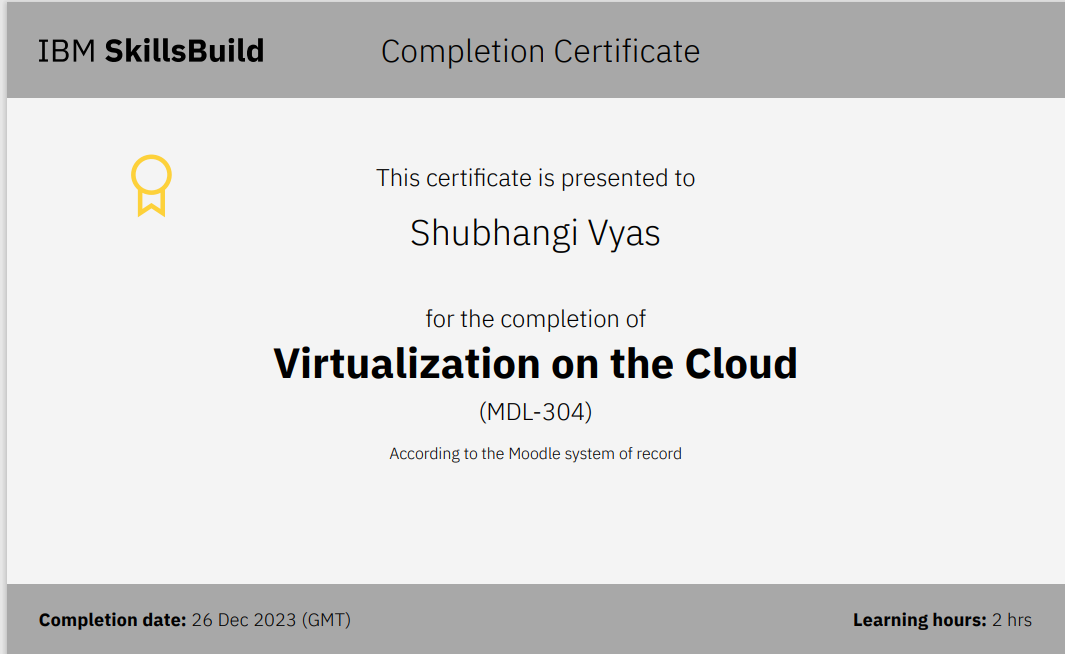 IBM SkillsBuild
Completion Certificate
This certificate is presented to
Shubhangi Vyas
for the completion of
Virtualization on the Cloud
(MDL-304)
According to the Moodle system of record
Completion date: 26 Dec 2023 (GMT)
Learning hours: 2 hrs